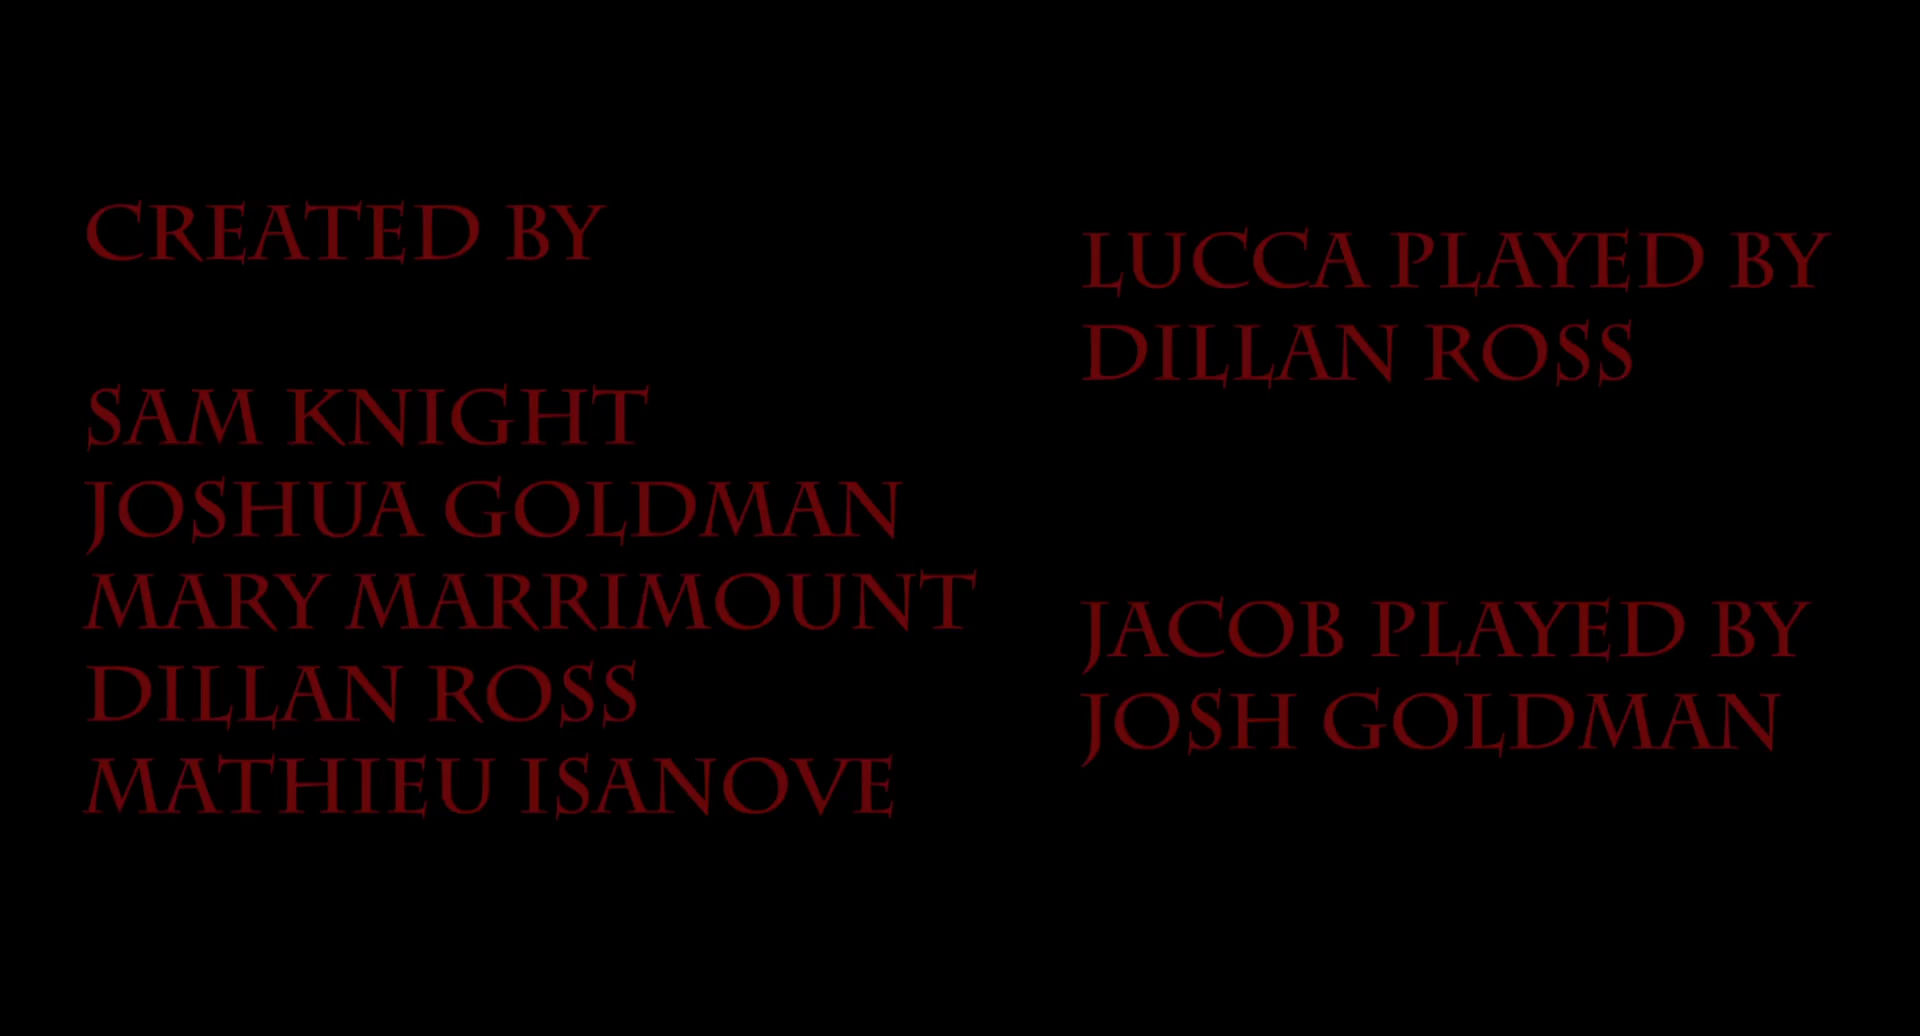 CREATED BY
SAM KNIGHT
JOSHUA GOLDMAN
MARY MARRIMOUNT
DILLAN ROSS
MATHIEU ISANOVE
LUCCA PLAYED BY
DILLAN ROSS
JACOB PLAYED BY
JOSH GOLDMAN